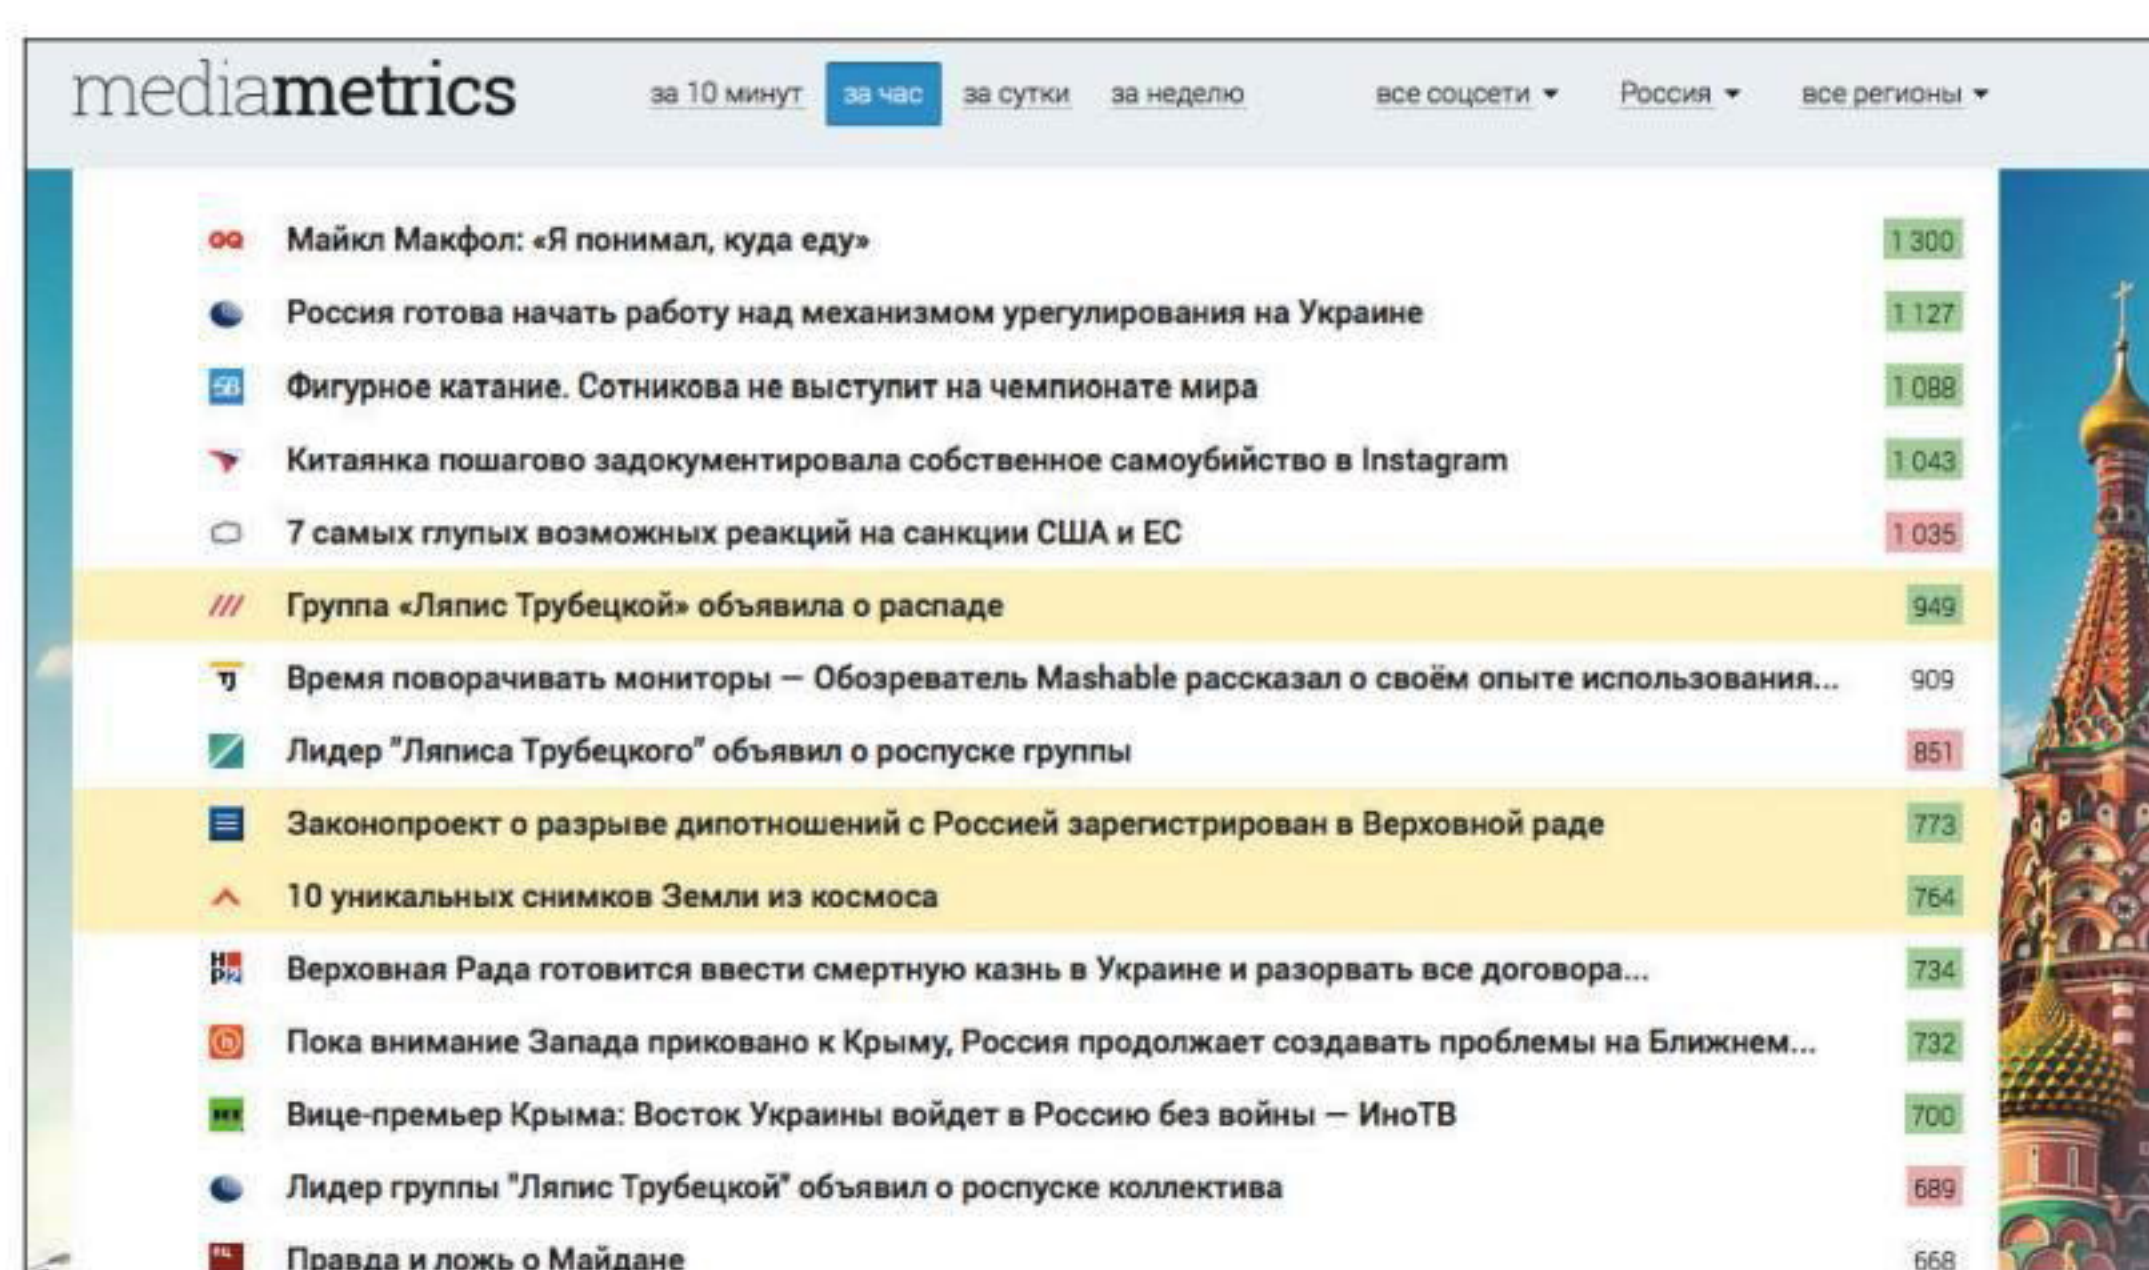 mediametrics за 10 минут за час за сутки за неделю все соцсети Россия все регионы
Майкл Макфол: «Я понимал, куда еду» 1 300
Россия готова начать работу над механизмом урегулирования на Украине 1 127
Фигурное катание. Сотникова не выступит на чемпионате мира 1 088
Китаянка пошагово задокументировала собственное самоубийство в Instagram 1 043
7 самых глупых возможных реакций на санкции США и ЕС 1 035
Группа «Ляпис Трубецкой» объявила о распаде 949
Время поворачивать мониторы — Обозреватель Mashable рассказал о своём опыте использования... 909
Лидер "Ляписа Трубецкого" объявил о роспуске группы 851
Законопроект о разрыве дипотношений с Россией зарегистрирован в Верховной раде 773
10 уникальных снимков Земли из космоса 764
Верховная Рада готовится ввести смертную казнь в Украине и разорвать все договора... 734
Пока внимание Запада приковано к Крыму, Россия продолжает создавать проблемы на Ближнем... 732
Вице-премьер Крыма: Восток Украины войдет в Россию без войны — ИноТВ 700
Лидер группы "Ляпис Трубецкой" объявил о роспуске коллектива 689
Правда и ложь о Майдане 668